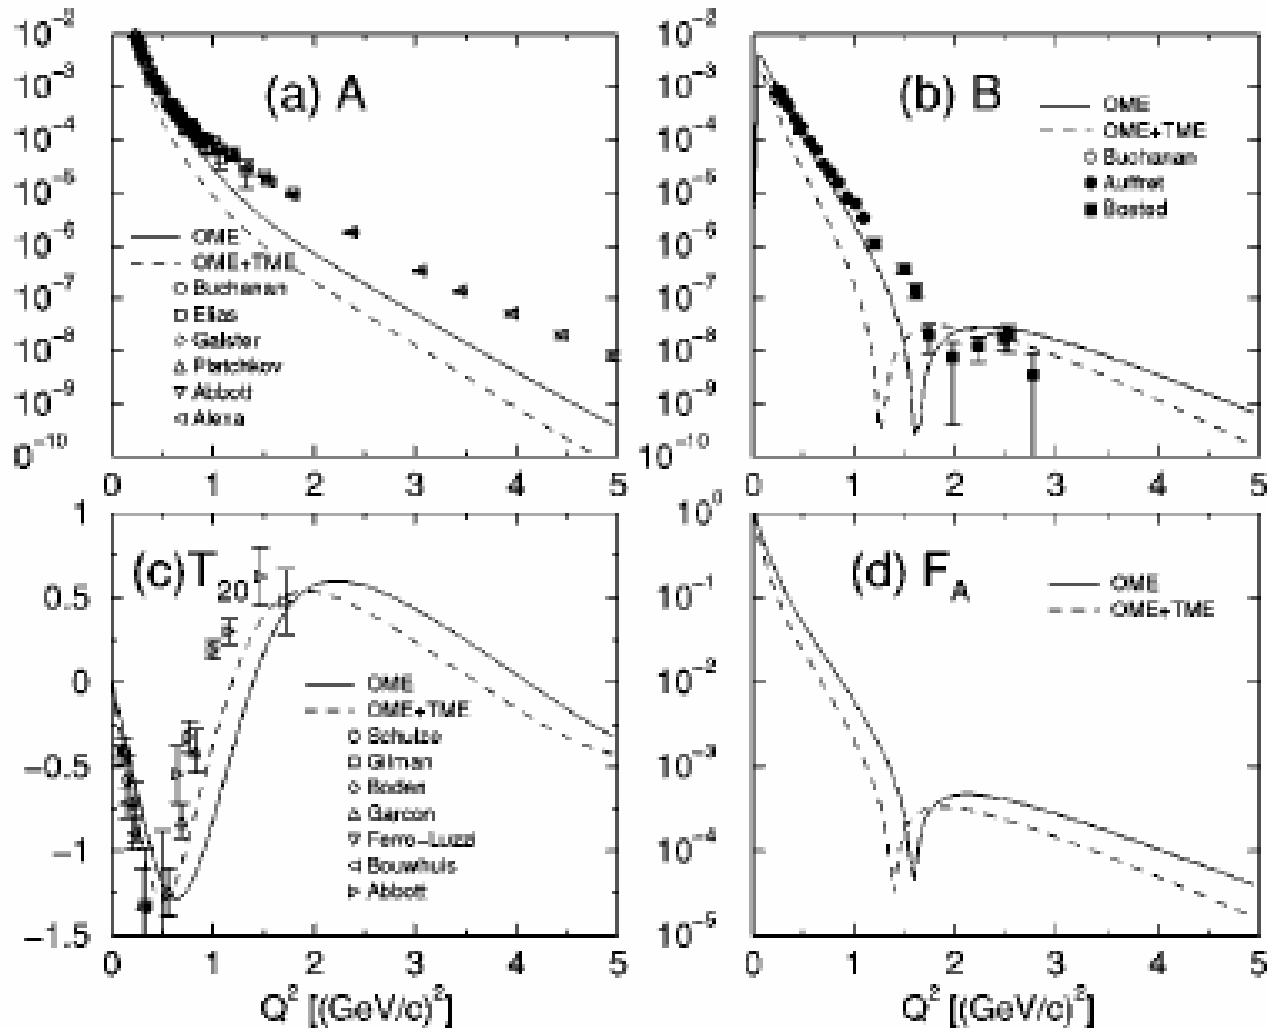 10⁻²
10⁻³
10⁻⁴
10⁻⁵
10⁻⁶
10⁻⁷
10⁻⁸
10⁻⁹
0⁻¹⁰
(a) A
OME
OME+TME
Buchanan
Elias
Galster
Platchkov
Abbott
Alexa
0 1 2 3 4 5
10⁻²
10⁻³
10⁻⁴
10⁻⁵
10⁻⁶
10⁻⁷
10⁻⁸
10⁻⁹
10⁻¹⁰
(b) B
OME
OME+TME
Buchanan
Auffret
Bosted
0 1 2 3 4 5
1
0.5
0
−0.5
−1
−1.5
(c) T₂₀
OME
OME+TME
Schulze
Gilman
Boden
Garcon
Ferro−Luzzi
Bouwhuis
Abbott
0 1 2 3 4 5
Q² [(GeV/c)²]
10⁰
10⁻¹
10⁻²
10⁻³
10⁻⁴
10⁻⁵
(d) F_A
OME
OME+TME
0 1 2 3 4 5
Q² [(GeV/c)²]